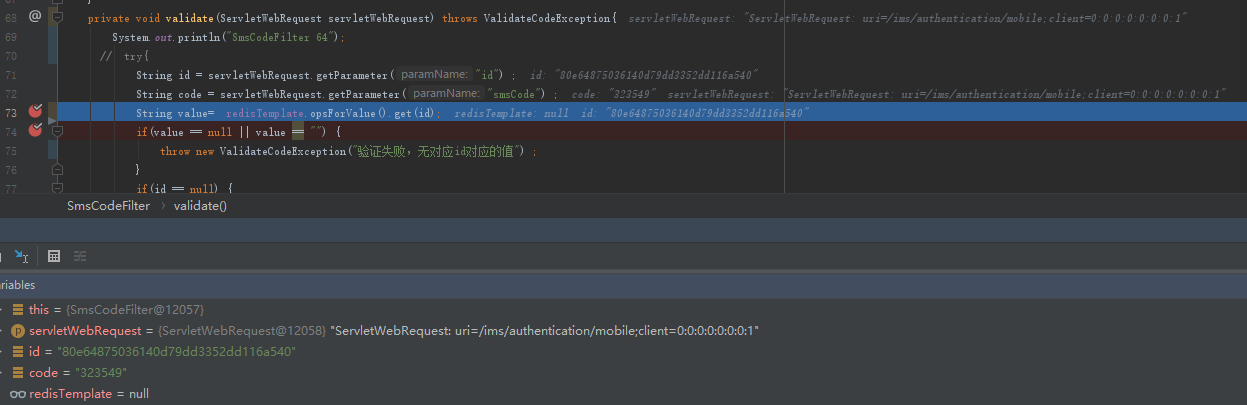 68 @ private void validate(ServletWebRequest servletWebRequest) throws ValidateCodeException{ servletWebRequest: "ServletWebRequest: uri=/ims/authentication/mobile;client=0:0:0:0:0:0:0:1"
69 System.out.println("SmsCodeFilter 64");
70 // try{
71 String id = servletWebRequest.getParameter( paramName: "id") ; id: "80e64875036140d79dd3352dd116a540"
72 String code = servletWebRequest.getParameter( paramName: "smsCode") ; code: "323549" servletWebRequest: "ServletWebRequest: uri=/ims/authentication/mobile;client=0:0:0:0:0:0:0:1"
73 String value= redisTemplate.opsForValue().get(id); redisTemplate: null id: "80e64875036140d79dd3352dd116a540"
74 if(value == null || value == "") {
75 throw new ValidateCodeException("验证失败，无对应id对应的值") ;
76 }
77 if(id == null) {
SmsCodeFilter › validate()
ariables
this = {SmsCodeFilter@12057}
servletWebRequest = {ServletWebRequest@12058} "ServletWebRequest: uri=/ims/authentication/mobile;client=0:0:0:0:0:0:0:1"
id = "80e64875036140d79dd3352dd116a540"
code = "323549"
redisTemplate = null